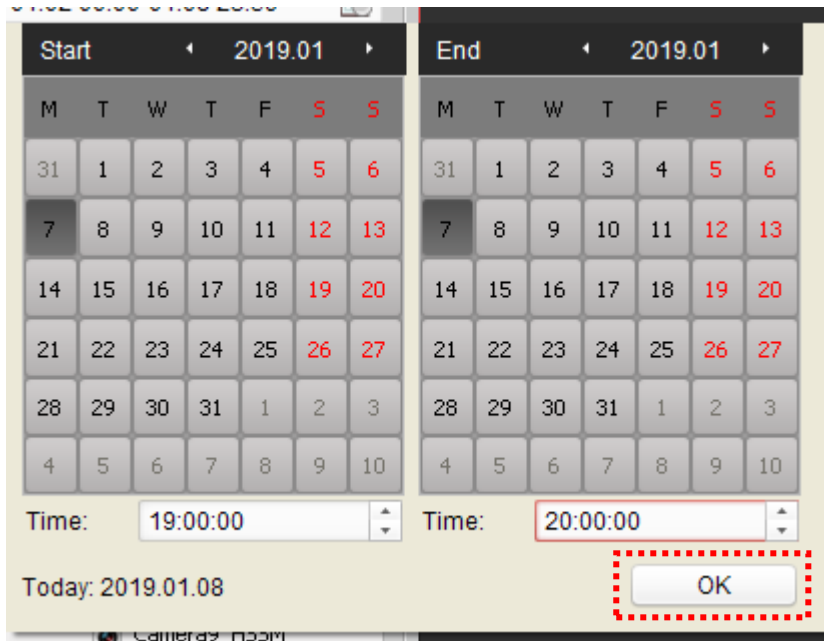 Start 2019.01
M T W T F S S
31 1 2 3 4 5 6
7 8 9 10 11 12 13
14 15 16 17 18 19 20
21 22 23 24 25 26 27
28 29 30 31 1 2 3
4 5 6 7 8 9 10
Time: 19:00:00
End 2019.01
M T W T F S S
31 1 2 3 4 5 6
7 8 9 10 11 12 13
14 15 16 17 18 19 20
21 22 23 24 25 26 27
28 29 30 31 1 2 3
4 5 6 7 8 9 10
Time: 20:00:00
Today: 2019.01.08
OK